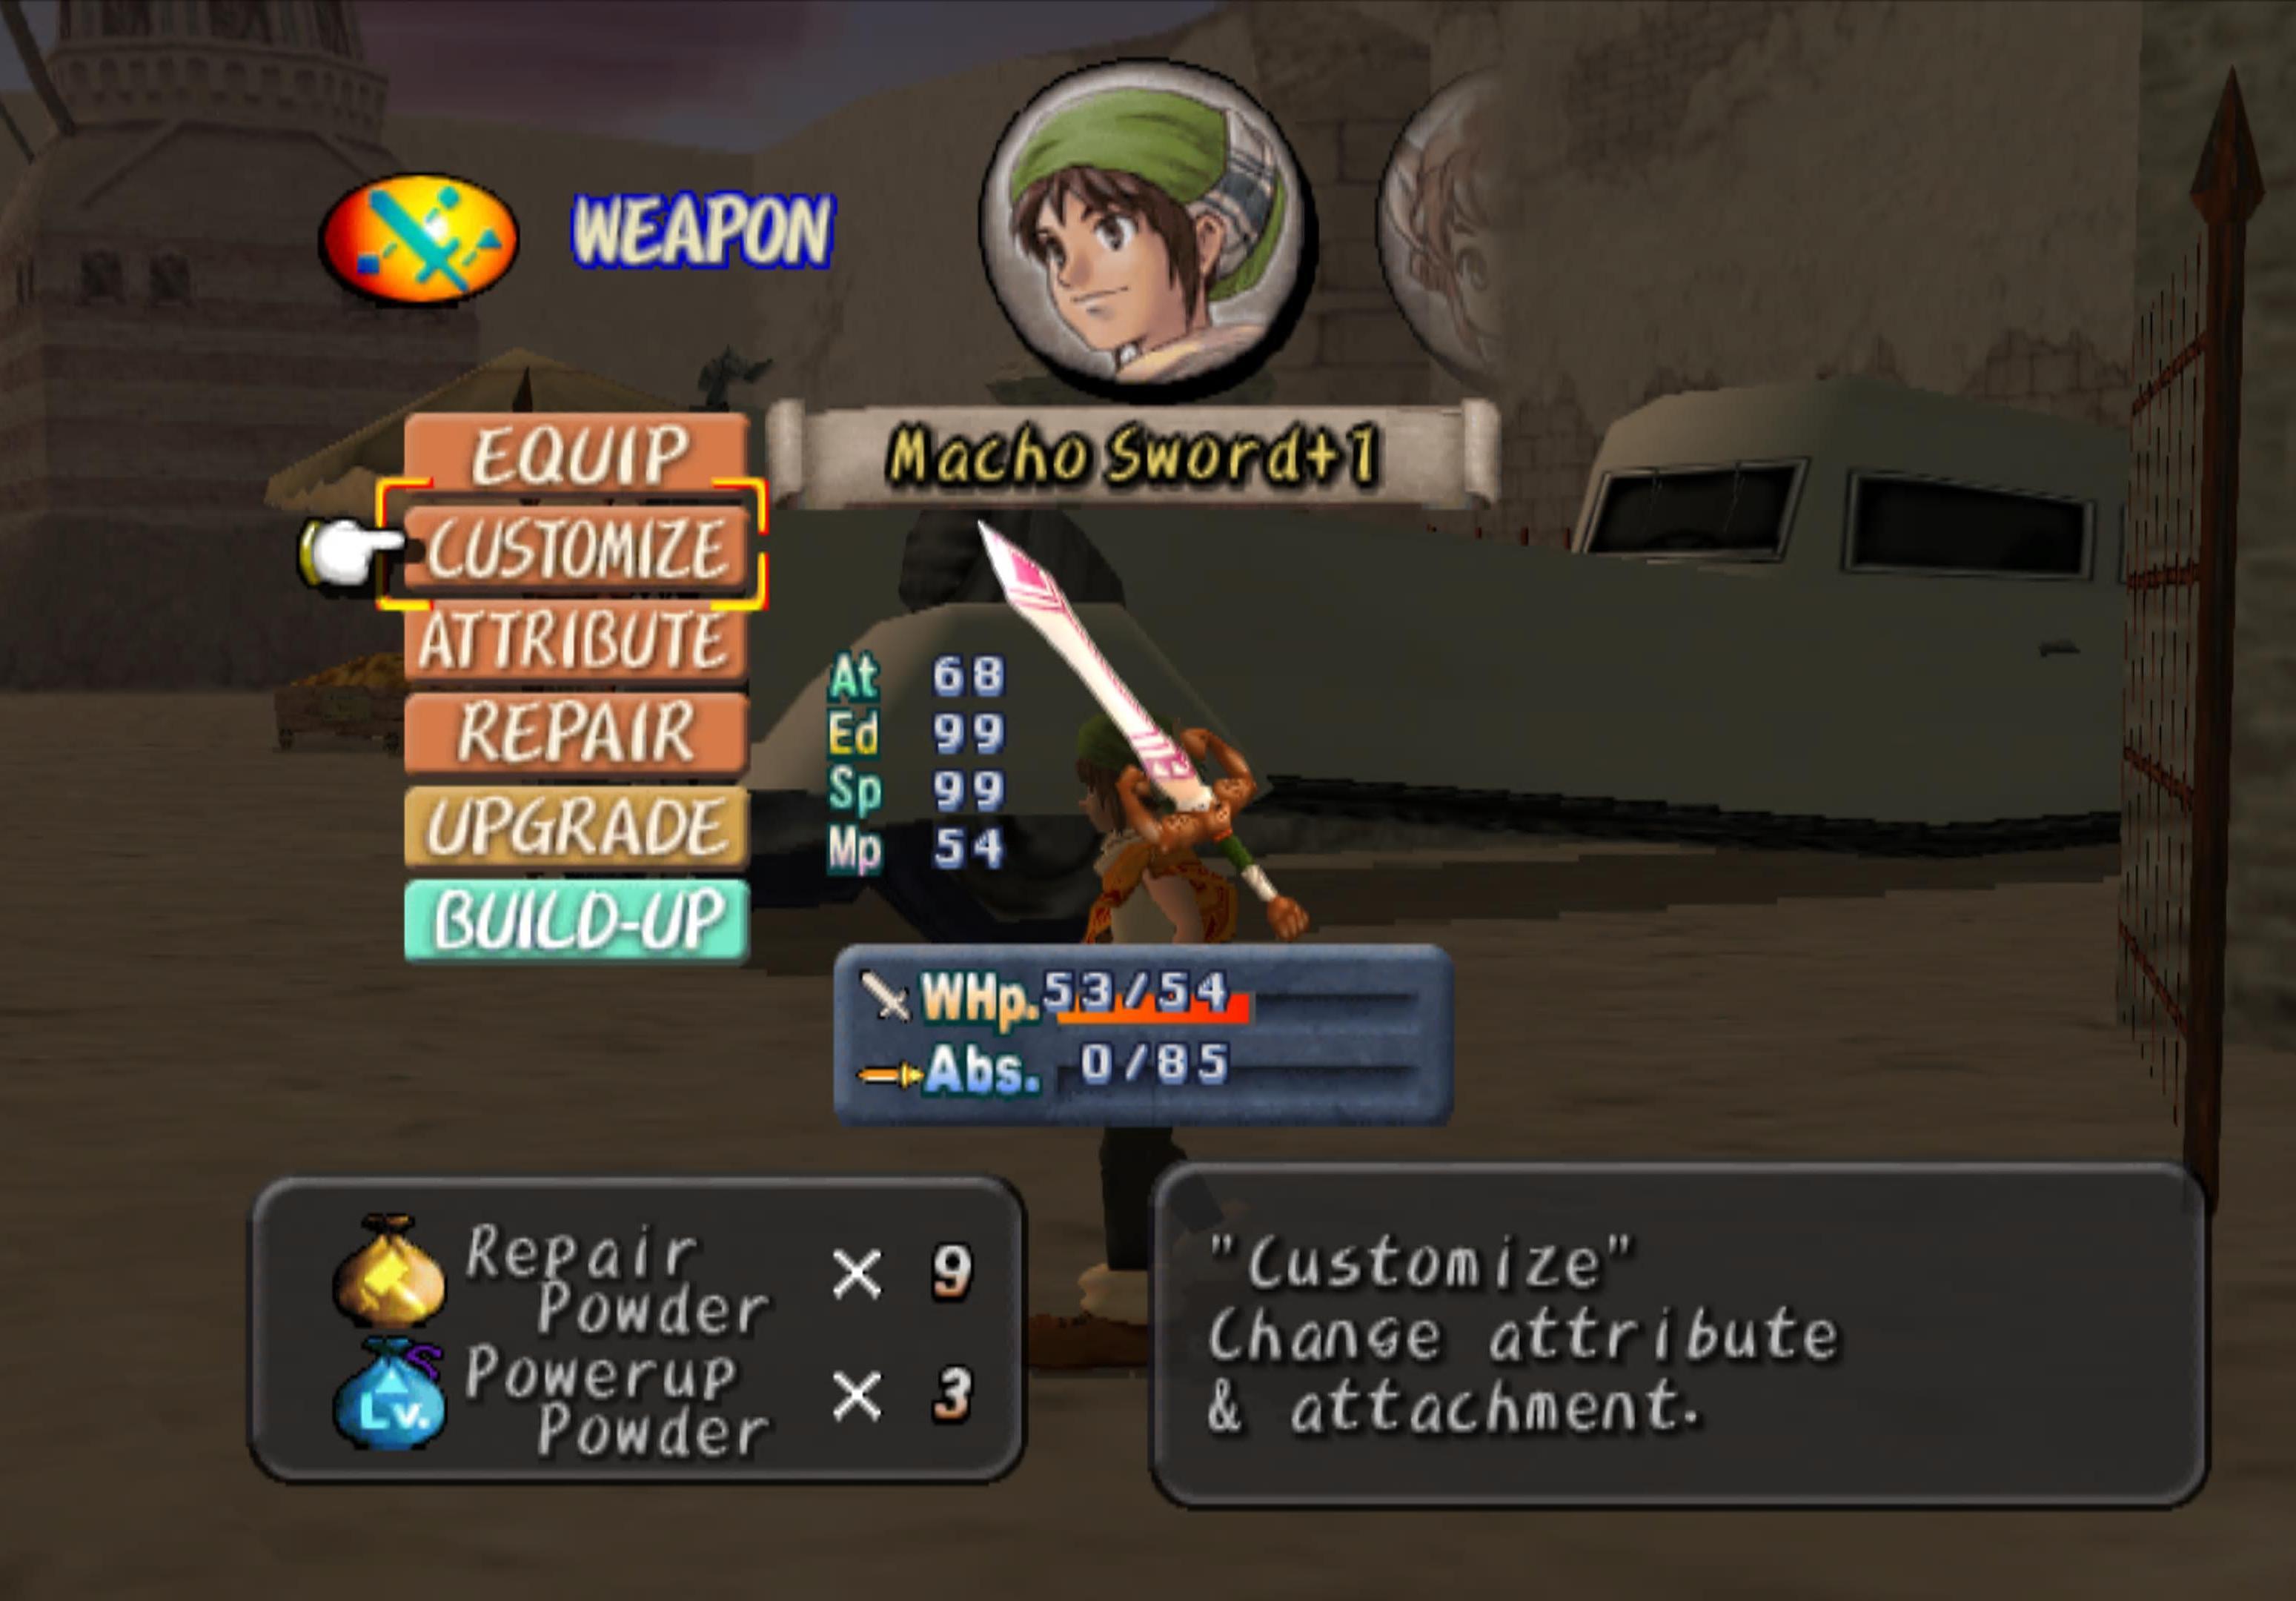 WEAPON
Macho Sword+1
EQUIP
CUSTOMIZE
ATTRIBUTE
REPAIR
UPGRADE
BUILD-UP
At 68
Ed 99
Sp 99
Mp 54
WHp. 53/54
Abs. 0/85
Repair
Powder × 9
Lv.
Powerup
Powder × 3
"Customize"
Change attribute
& attachment.